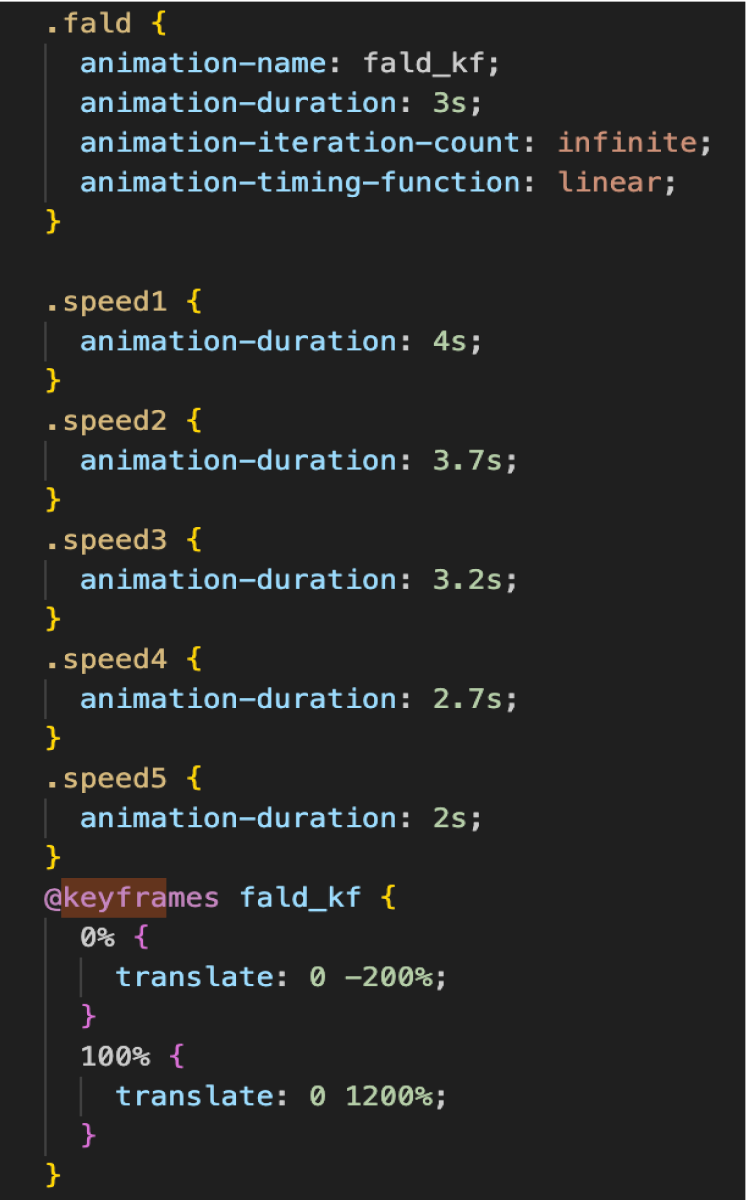 .fald {
  animation-name: fald_kf;
  animation-duration: 3s;
  animation-iteration-count: infinite;
  animation-timing-function: linear;
}

.speed1 {
  animation-duration: 4s;
}
.speed2 {
  animation-duration: 3.7s;
}
.speed3 {
  animation-duration: 3.2s;
}
.speed4 {
  animation-duration: 2.7s;
}
.speed5 {
  animation-duration: 2s;
}
@keyframes fald_kf {
  0% {
    translate: 0 -200%;
  }
  100% {
    translate: 0 1200%;
  }
}